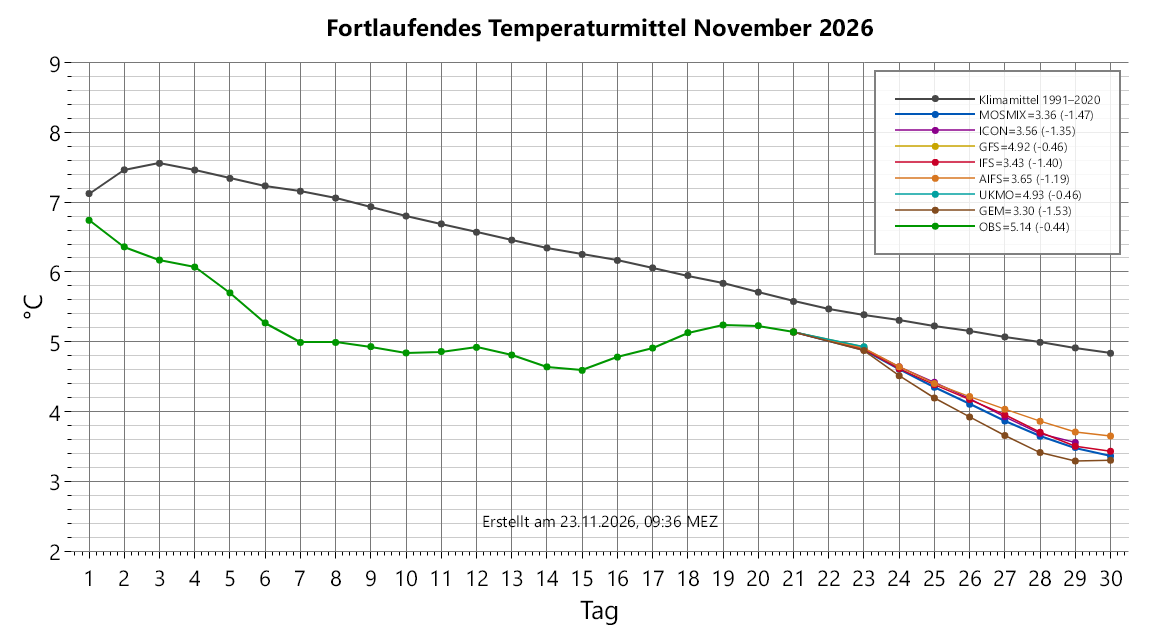 Fortlaufendes Temperaturmittel November 2026
9
8
7
6
5
4
3
2
°C
Klimamittel 1991–2020
MOSMIX=3.36 (-1.47)
ICON=3.56 (-1.35)
GFS=4.92 (-0.46)
IFS=3.43 (-1.40)
AIFS=3.65 (-1.19)
UKMO=4.93 (-0.46)
GEM=3.30 (-1.53)
OBS=5.14 (-0.44)
Erstellt am 23.11.2026, 09:36 MEZ
1 2 3 4 5 6 7 8 9 10 11 12 13 14 15 16 17 18 19 20 21 22 23 24 25 26 27 28 29 30
Tag